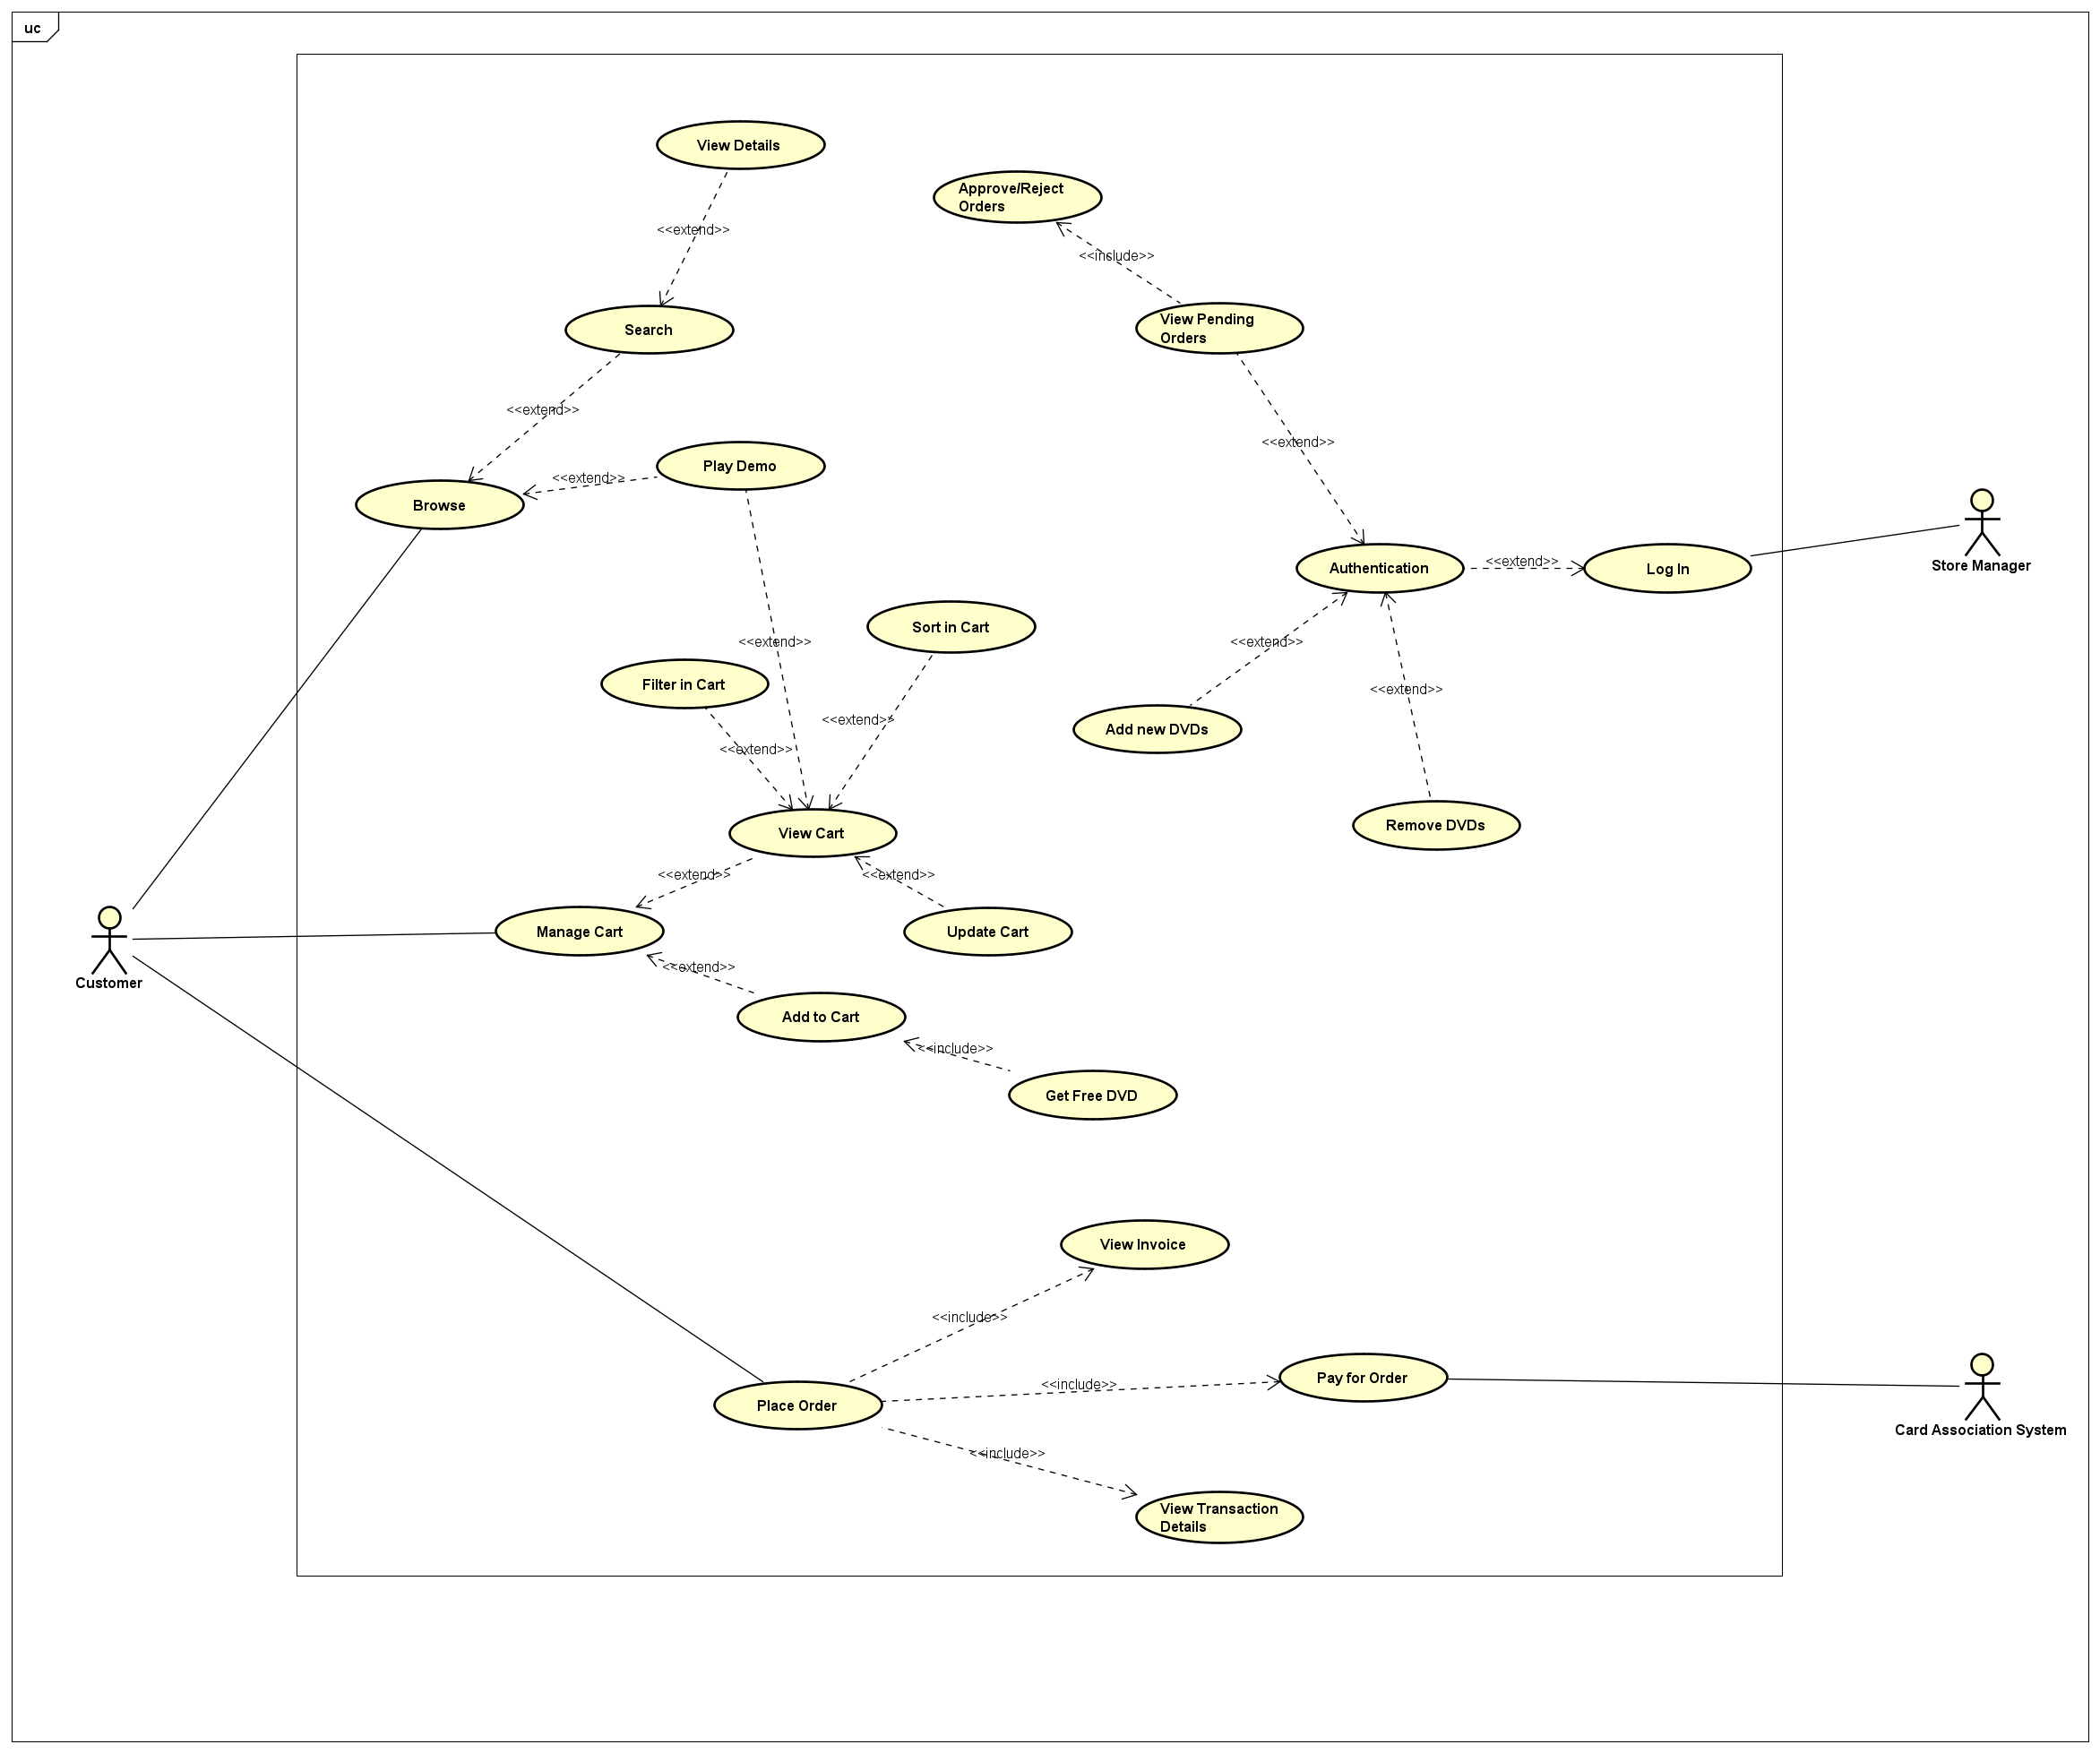 uc
View Details
Approve/Reject
Orders
<<extend>>
<<include>>
View Pending
Orders
Search
<<extend>>
<<extend>>
Play Demo
<<extend>>
Browse
Authentication
<<extend>>
Log In
Store Manager
Sort in Cart
<<extend>>
<<extend>>
Filter in Cart
<<extend>>
<<extend>>
<<extend>>
Add new DVDs
<<extend>>
Remove DVDs
View Cart
<<extend>>
<<extend>>
Manage Cart
Update Cart
<<extend>>
Customer
Add to Cart
<<include>>
Get Free DVD
View Invoice
<<include>>
<<include>>
Pay for Order
Place Order
Card Association System
<<include>>
View Transaction
Details